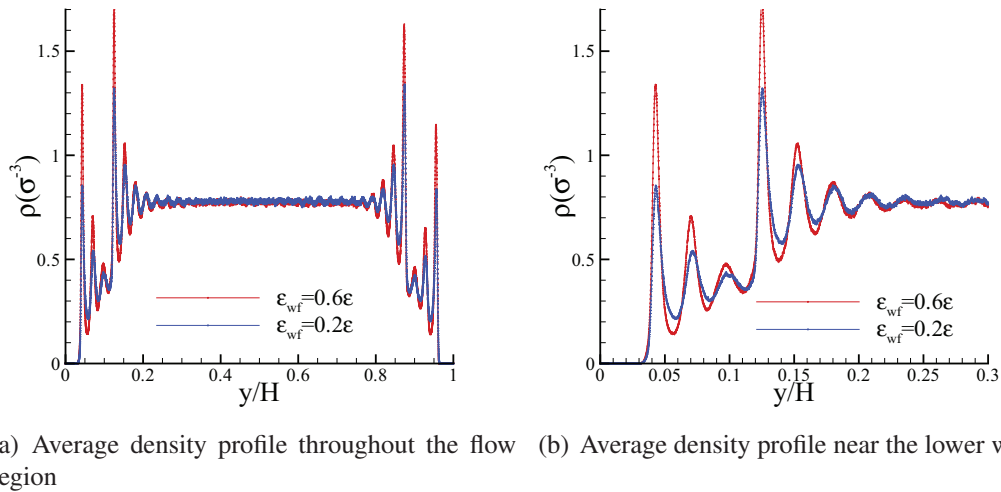 1.5
1
0.5
0
ρ(σ⁻³)
0 0.2 0.4 0.6 0.8 1
y/H
ε_wf=0.6ε
ε_wf=0.2ε
1.5
1
0.5
0
ρ(σ⁻³)
0 0.05 0.1 0.15 0.2 0.25 0.3
y/H
ε_wf=0.6ε
ε_wf=0.2ε
a) Average density profile throughout the flow
egion
(b) Average density profile near the lower w